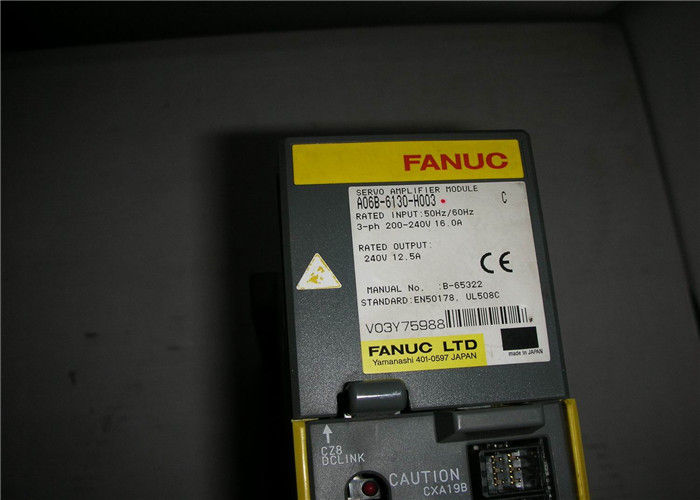 FANUC
SERVO AMPLIFIER MODULE
A06B-6130-H003 C
RATED INPUT:50Hz/60Hz
3-ph 200-240V 16.0A
RATED OUTPUT:
240V 12.5A
CE
MANUAL No. :B-65322
STANDARD:EN50178, UL508C
V03Y75988
FANUC LTD
Yamanashi 401-0597 JAPAN
made in JAPAN
CZ8
DCLINK
CAUTION
CXA19B